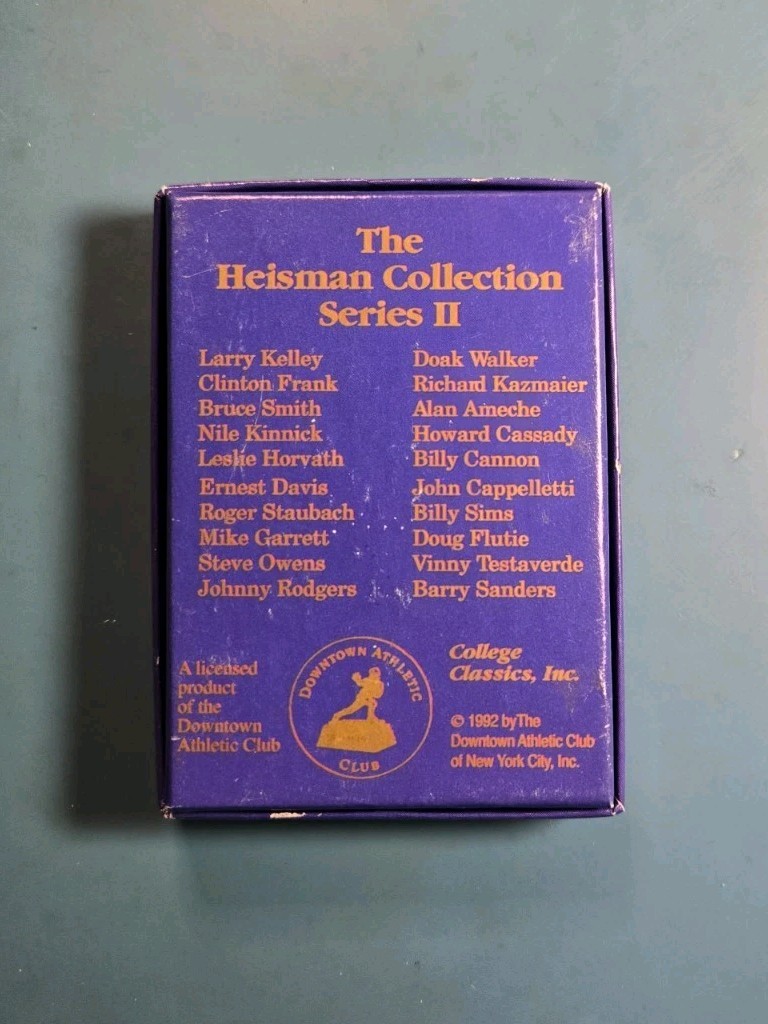 The
Heisman Collection
Series II
Larry Kelley
Clinton Frank
Bruce Smith
Nile Kinnick
Leslie Horvath
Ernest Davis
Roger Staubach
Mike Garrett
Steve Owens
Johnny Rodgers
Doak Walker
Richard Kazmaier
Alan Ameche
Howard Cassady
Billy Cannon
John Cappelletti
Billy Sims
Doug Flutie
Vinny Testaverde
Barry Sanders
A licensed
product
of the
Downtown
Athletic Club
DOWNTOWN ATHLETIC
CLUB
College
Classics, Inc.
© 1992 byThe
Downtown Athletic Club
of New York City, Inc.